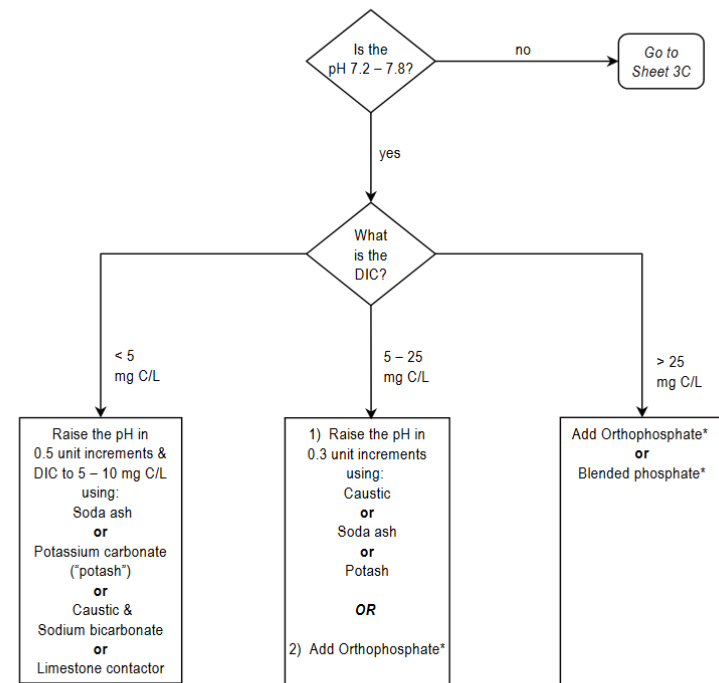 Is the
pH 7.2 – 7.8?
no
Go to
Sheet 3C
yes
What
is the
DIC?
< 5
mg C/L
5 – 25
mg C/L
> 25
mg C/L
Raise the pH in
0.5 unit increments &
DIC to 5 – 10 mg C/L
using:
Soda ash
or
Potassium carbonate
("potash")
or
Caustic &
Sodium bicarbonate
or
Limestone contactor
1) Raise the pH in
0.3 unit increments
using:
Caustic
or
Soda ash
or
Potash
OR
2) Add Orthophosphate*
Add Orthophosphate*
or
Blended phosphate*